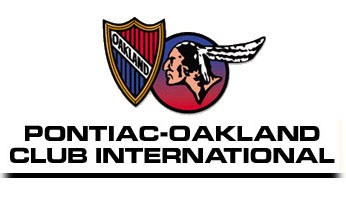 OAKLAND
PONTIAC-OAKLAND
CLUB INTERNATIONAL